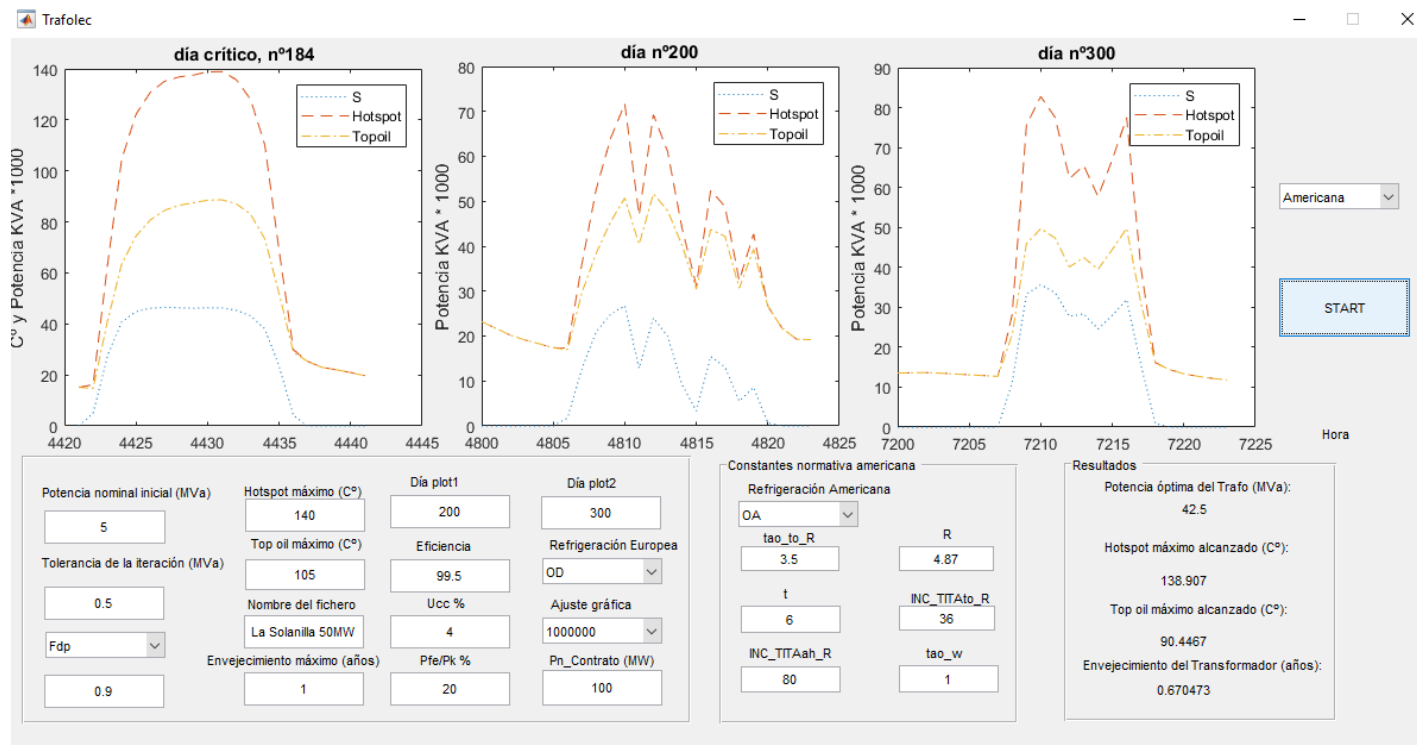 Trafolec
día crítico, nº184
140
120
100
80
60
40
20
0
4420
4425
4430
4435
4440
4445
Cº y Potencia KVA *1000
S
Hotspot
Topoil
día nº200
80
70
60
50
40
30
20
10
0
4800
4805
4810
4815
4820
4825
Potencia KVA * 1000
S
Hotspot
Topoil
día nº300
90
80
70
60
50
40
30
20
10
0
7200
7205
7210
7215
7220
7225
Potencia KVA * 1000
S
Hotspot
Topoil
Americana
START
Hora
Potencia nominal inicial (MVa)
5
Tolerancia de la iteración (MVa)
0.5
Fdp
0.9
Hotspot máximo (Cº)
140
Top oil máximo (Cº)
105
Nombre del fichero
La Solanilla 50MW
Envejecimiento máximo (años)
1
Día plot1
200
Eficiencia
99.5
Ucc %
4
Pfe/Pk %
20
Día plot2
300
Refrigeración Europea
OD
Ajuste gráfica
1000000
Pn_Contrato (MW)
100
Constantes normativa americana
Refrigeración Americana
OA
tao_to_R
3.5
R
4.87
t
6
INC_TITAto_R
36
INC_TITAah_R
80
tao_w
1
Resultados
Potencia óptima del Trafo (MVa):
42.5
Hotspot máximo alcanzado (Cº):
138.907
Top oil máximo alcanzado (Cº):
90.4467
Envejecimiento del Transformador (años):
0.670473